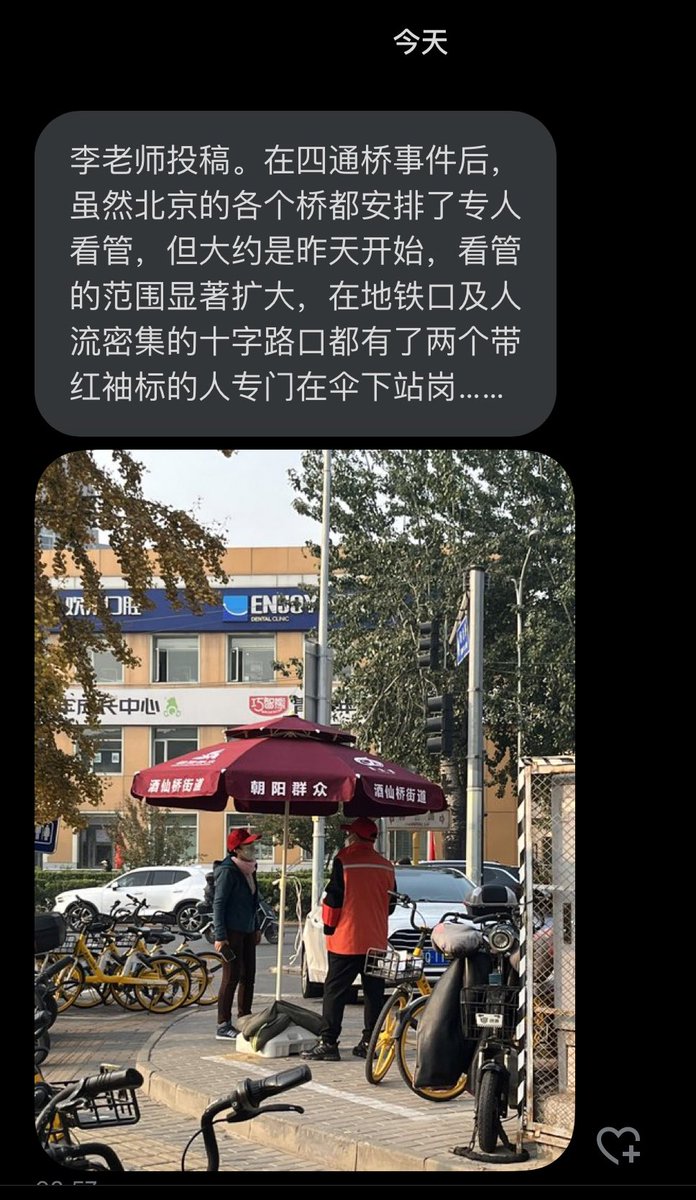 今天
李老师投稿。在四通桥事件后，
虽然北京的各个桥都安排了专人
看管，但大约是昨天开始，看管
的范围显著扩大，在地铁口及人
流密集的十字路口都有了两个带
红袖标的人专门在伞下站岗……
口腔
ENJOY
DENTAL CLINIC
中心
巧智熊
酒仙桥街道
朝阳群众
酒仙桥街道